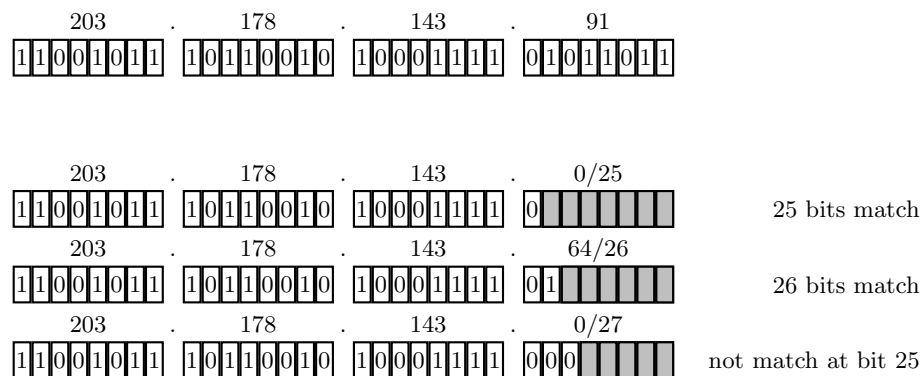 203 . 178 . 143 . 91
11001011 10110010 10001111 01011011
203 . 178 . 143 . 0/25
11001011 10110010 10001111 0 25 bits match
203 . 178 . 143 . 64/26
11001011 10110010 10001111 01 26 bits match
203 . 178 . 143 . 0/27
11001011 10110010 10001111 000 not match at bit 25